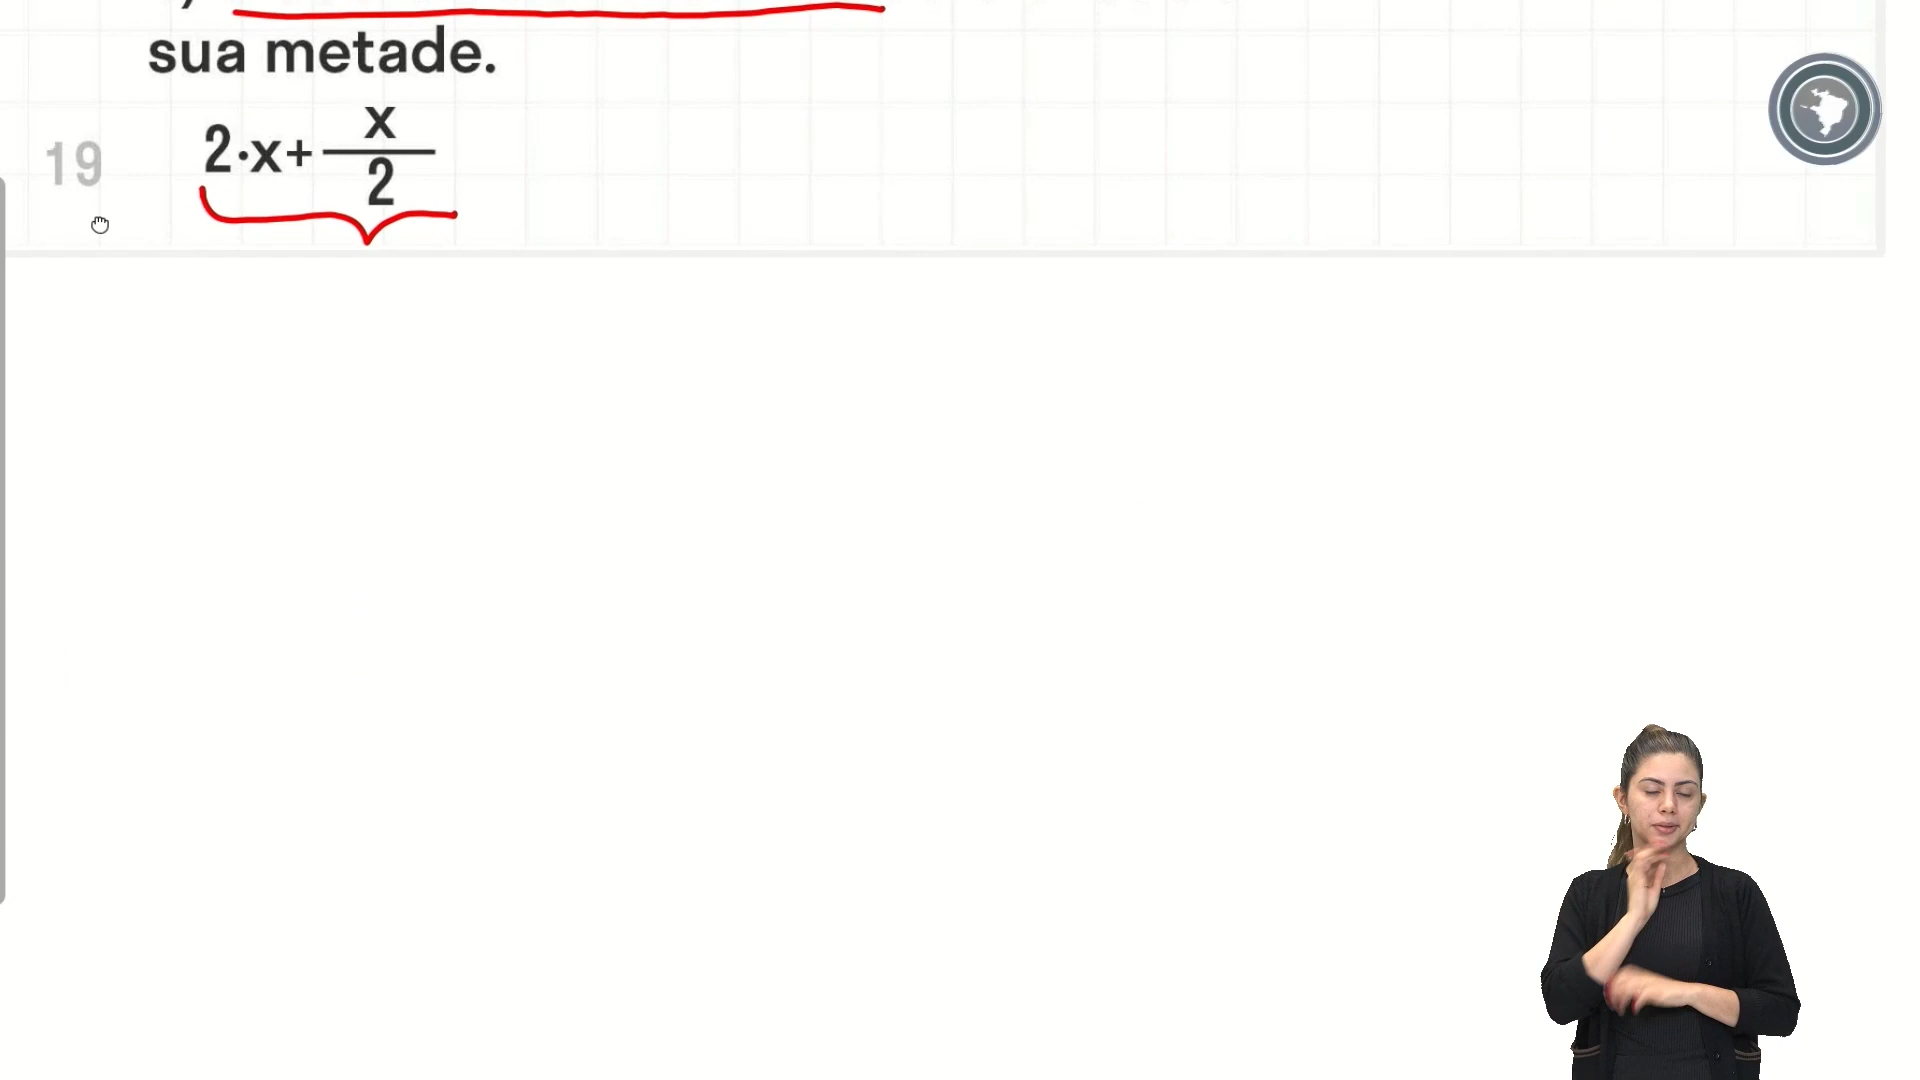 sua metade.
2·x+ x/2
19